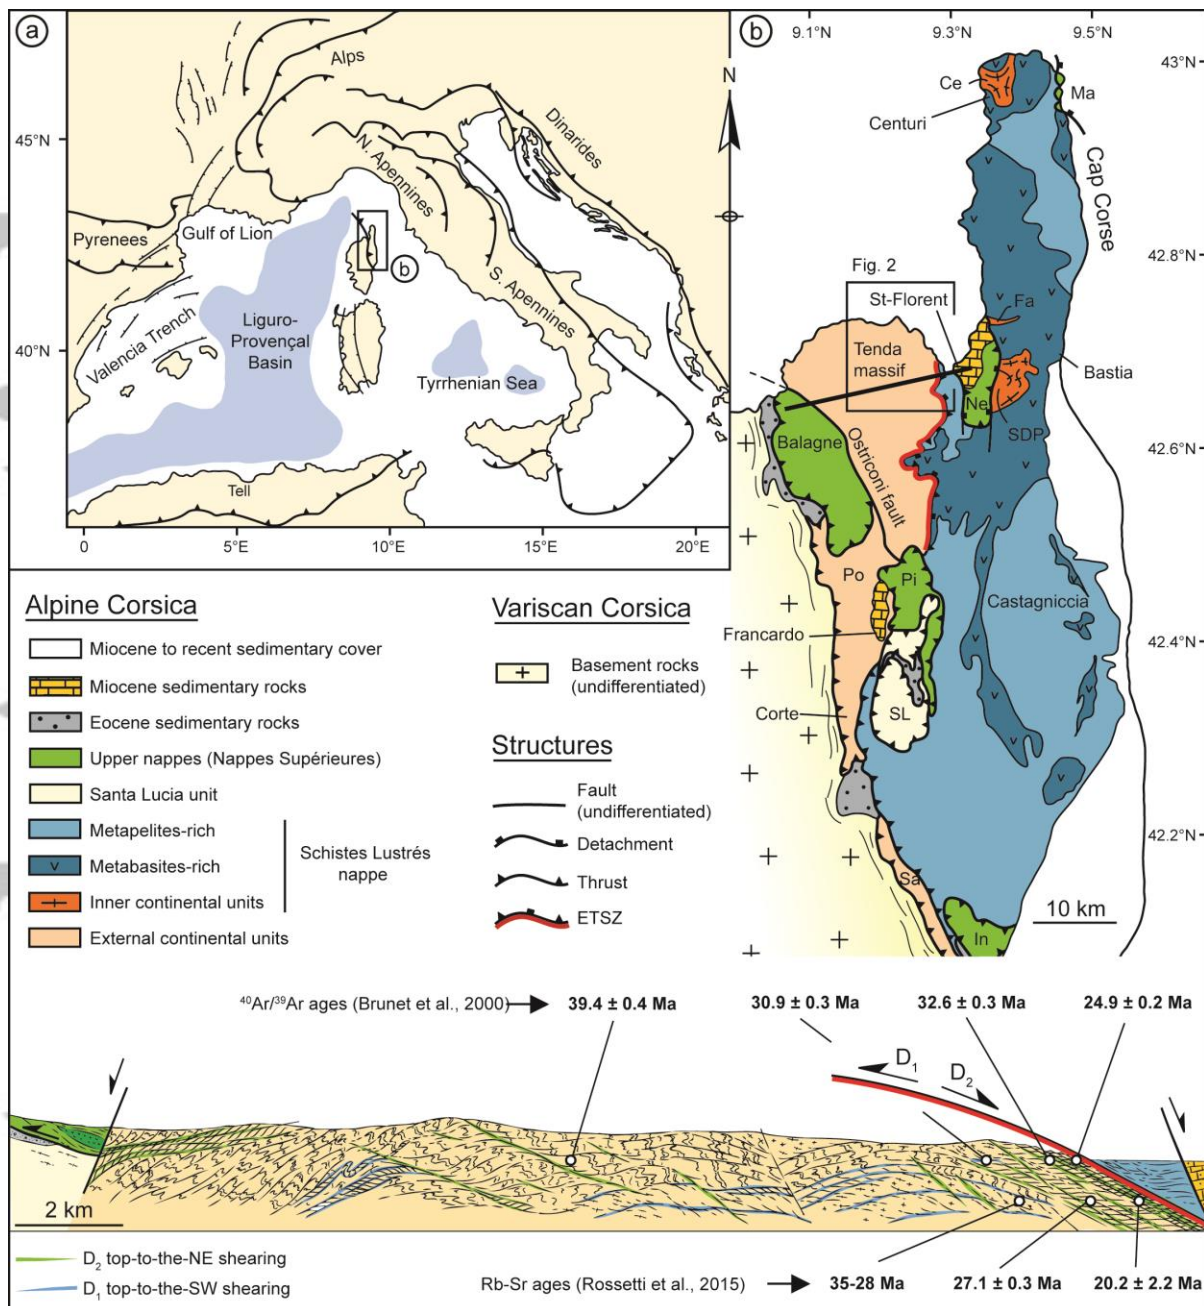 a
Alps
N
45°N
Dinarides
N. Apennines
Pyrenees
Gulf of Lion
b
S. Apennines
Valencia Trench
Liguro-
Provençal
Basin
40°N
Tyrrhenian Sea
Tell
0
5°E
10°E
15°E
20°E
b
9.1°N
9.3°N
9.5°N
43°N
Ce
Ma
Centuri
Cap Corse
42.8°N
Fig. 2
St-Florent
Fa
Tenda
massif
Bastia
Ne
SDP
Balagne
Ostriconi fault
42.6°N
Po
Pi
Castagniccia
Francardo
42.4°N
Corte
SL
42.2°N
Sa
10 km
In
Alpine Corsica
Miocene to recent sedimentary cover
Miocene sedimentary rocks
Eocene sedimentary rocks
Upper nappes (Nappes Supérieures)
Santa Lucia unit
Metapelites-rich
Metabasites-rich
Inner continental units
Schistes Lustrés
nappe
External continental units
Variscan Corsica
Basement rocks
(undifferentiated)
Structures
Fault
(undifferentiated)
Detachment
Thrust
ETSZ
⁴⁰Ar/³⁹Ar ages (Brunet et al., 2000)
39.4 ± 0.4 Ma
30.9 ± 0.3 Ma
32.6 ± 0.3 Ma
24.9 ± 0.2 Ma
D₁
D₂
2 km
D₂ top-to-the-NE shearing
D₁ top-to-the-SW shearing
Rb-Sr ages (Rossetti et al., 2015)
35-28 Ma
27.1 ± 0.3 Ma
20.2 ± 2.2 Ma